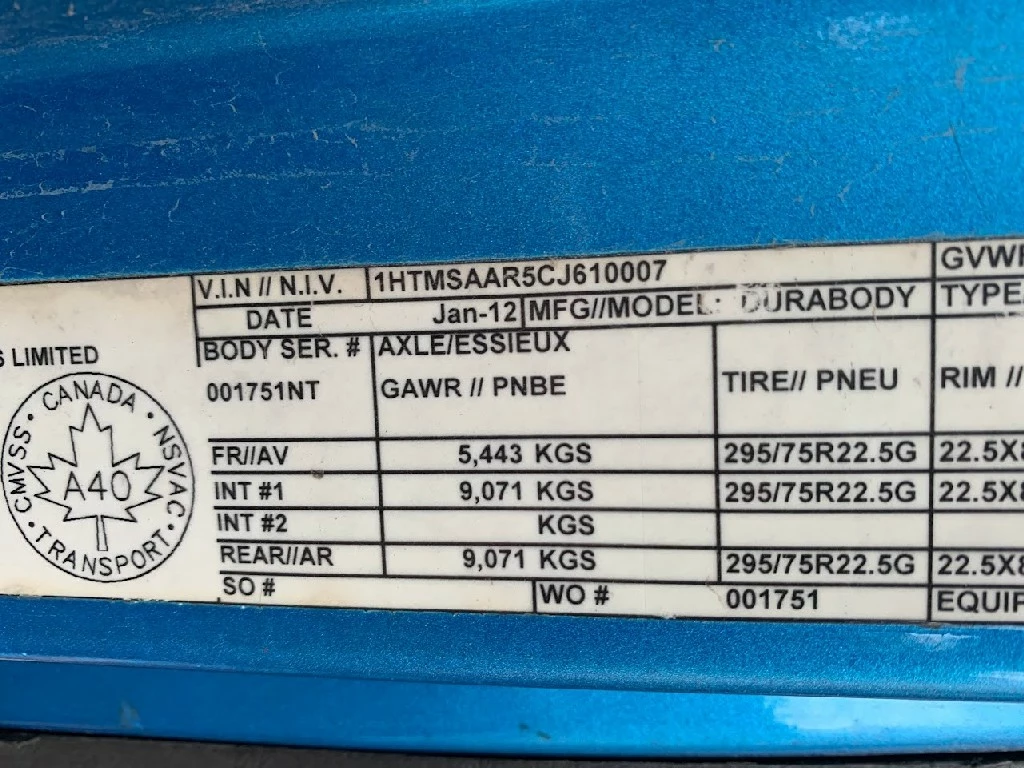 V.I.N // N.I.V. 1HTMSAAR5CJ610007 GVW
DATE Jan-12 MFG//MODEL: DURABODY TYPE
S LIMITED BODY SER. # AXLE/ESSIEUX
001751NT GAWR // PNBE TIRE// PNEU RIM //
CANADA
CMVSS · NSVAC
A40
TRANSPORT
FR//AV 5,443 KGS 295/75R22.5G 22.5X8
INT #1 9,071 KGS 295/75R22.5G 22.5X8
INT #2 KGS
REAR//AR 9,071 KGS 295/75R22.5G 22.5X8
SO # WO # 001751 EQUIP